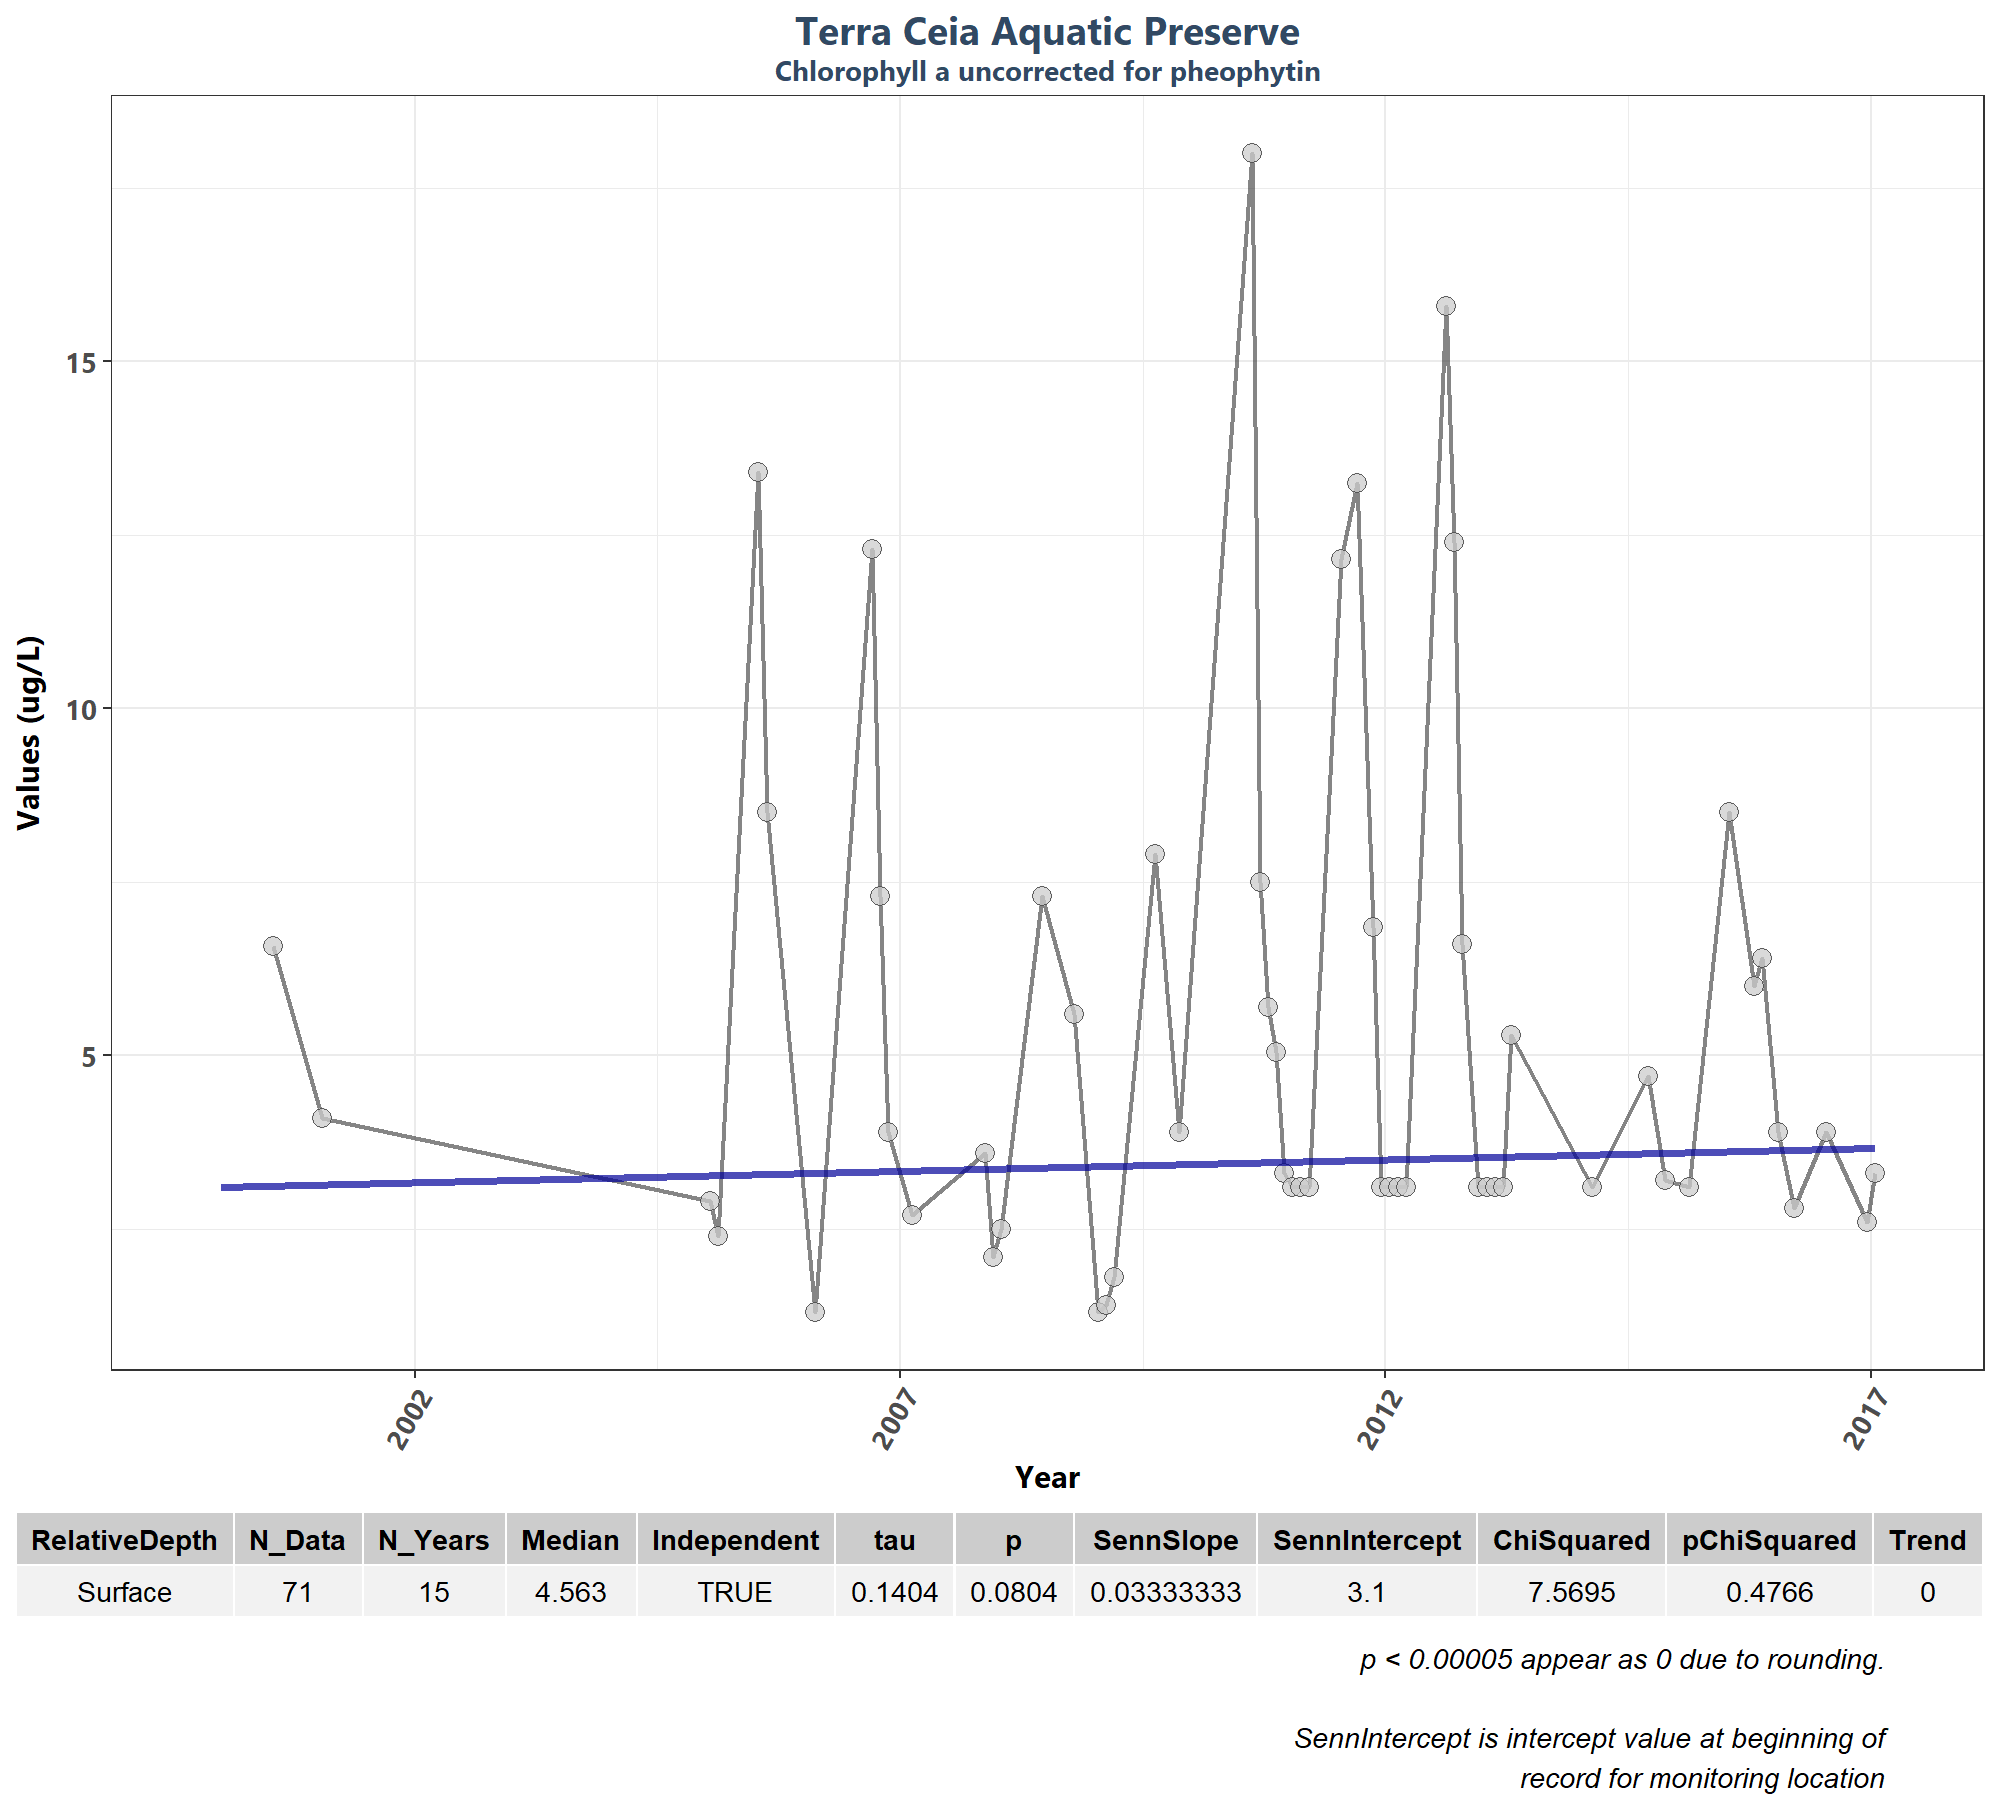 Terra Ceia Aquatic Preserve
Chlorophyll a uncorrected for pheophytin
Values (ug/L)
15
10
5
2002
2007
2012
2017
Year
RelativeDepth N_Data N_Years Median Independent tau p SennSlope SennIntercept ChiSquared pChiSquared Trend
Surface 71 15 4.563 TRUE 0.1404 0.0804 0.03333333 3.1 7.5695 0.4766 0
p < 0.00005 appear as 0 due to rounding.
SennIntercept is intercept value at beginning of
record for monitoring location